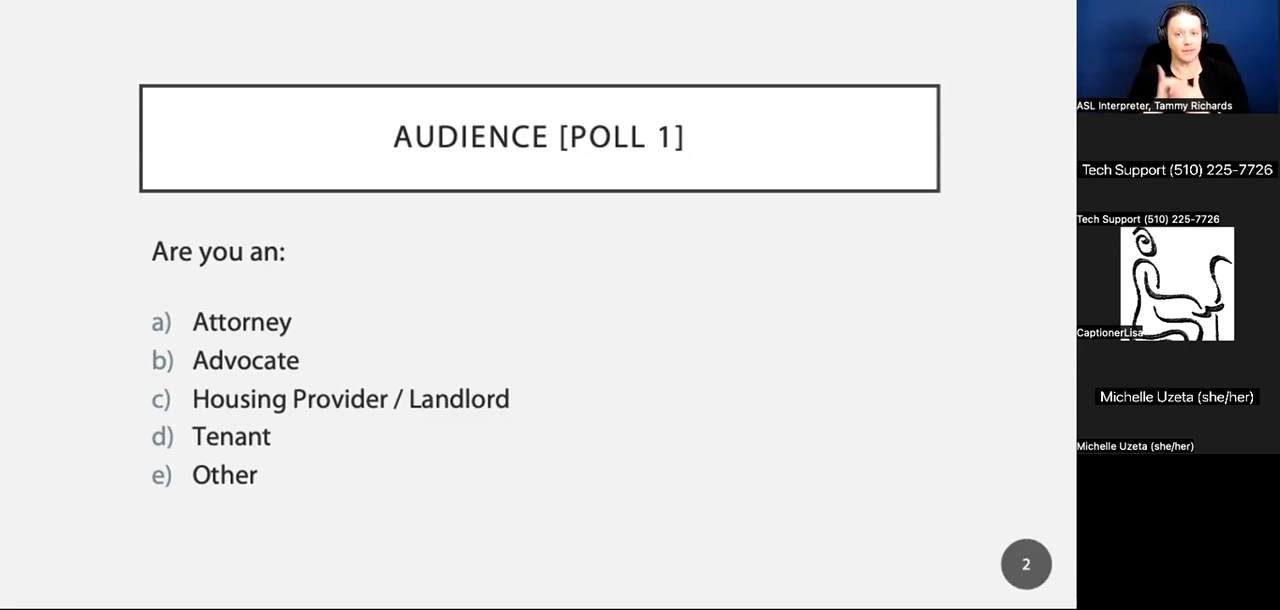 AUDIENCE [POLL 1]
Are you an:
a) Attorney
b) Advocate
c) Housing Provider / Landlord
d) Tenant
e) Other
2
ASL Interpreter, Tammy Richards
Tech Support (510) 225-7726
Tech Support (510) 225-7726
CaptionerLisa
Michelle Uzeta (she/her)
Michelle Uzeta (she/her)